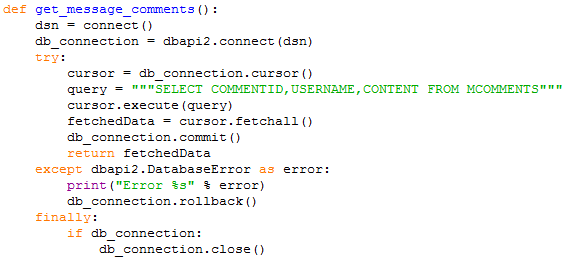 def get_message_comments():
    dsn = connect()
    db_connection = dbapi2.connect(dsn)
    try:
        cursor = db_connection.cursor()
        query = """SELECT COMMENTID,USERNAME,CONTENT FROM MCOMMENTS"""
        cursor.execute(query)
        fetchedData = cursor.fetchall()
        db_connection.commit()
        return fetchedData
    except dbapi2.DatabaseError as error:
        print("Error %s" % error)
        db_connection.rollback()
    finally:
        if db_connection:
            db_connection.close()